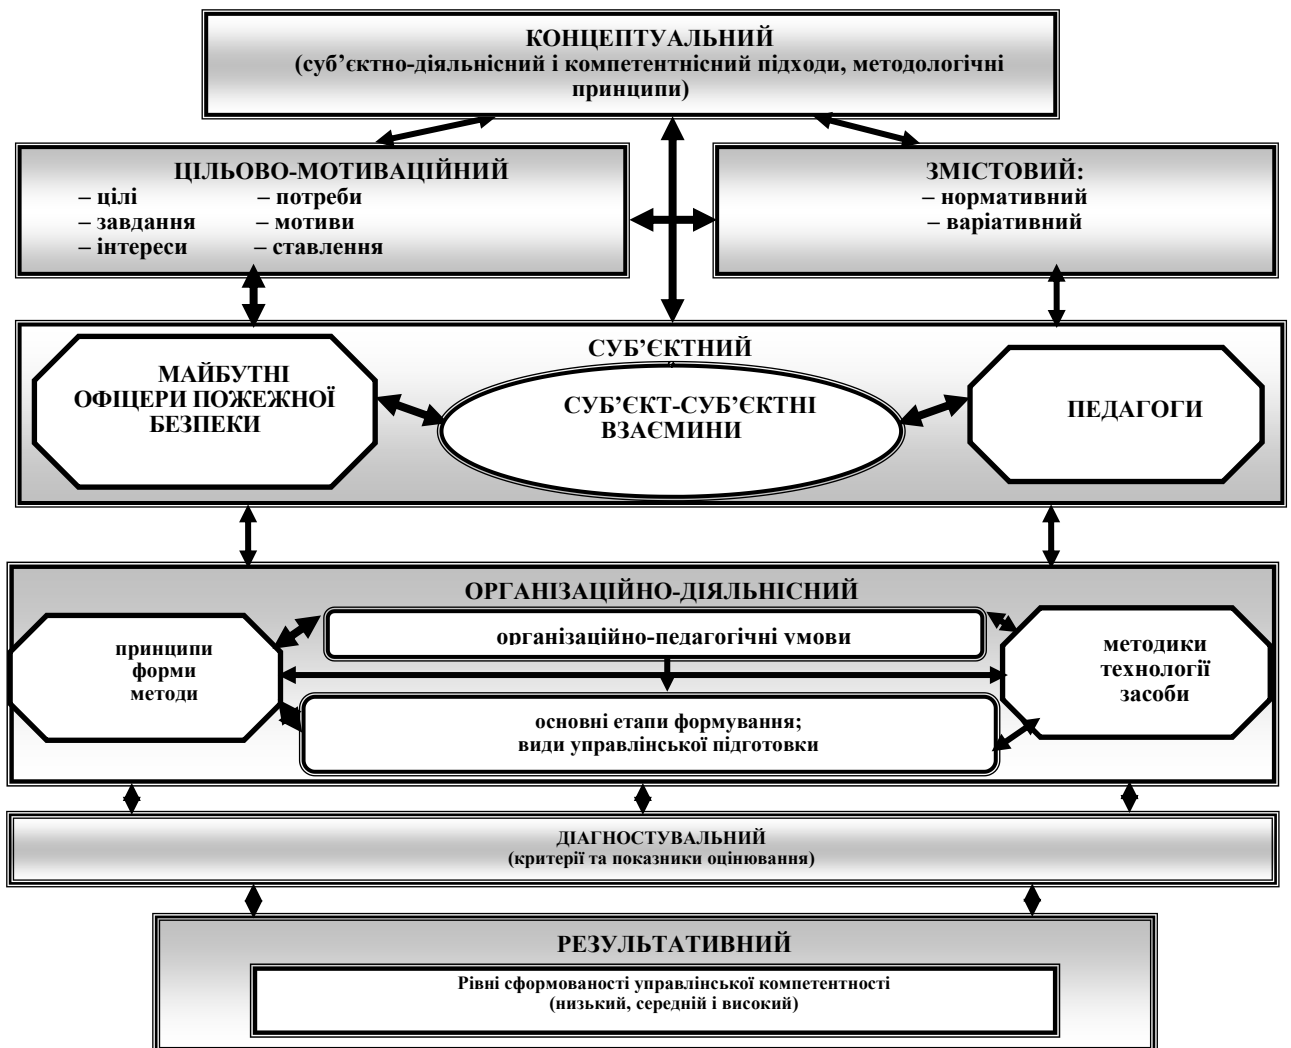 КОНЦЕПТУАЛЬНИЙ
(суб’єктно-діяльнісний і компетентнісний підходи, методологічні
принципи)
ЦІЛЬОВО-МОТИВАЦІЙНИЙ
– цілі – потреби
– завдання – мотиви
– інтереси – ставлення
ЗМІСТОВИЙ:
– нормативний
– варіативний
СУБ’ЄКТНИЙ
МАЙБУТНІ
ОФІЦЕРИ ПОЖЕЖНОЇ
БЕЗПЕКИ
СУБ’ЄКТ-СУБ’ЄКТНІ
ВЗАЄМИНИ
ПЕДАГОГИ
ОРГАНІЗАЦІЙНО-ДІЯЛЬНІСНИЙ
принципи
форми
методи
організаційно-педагогічні умови
основні етапи формування;
види управлінської підготовки
методики
технології
засоби
ДІАГНОСТУВАЛЬНИЙ
(критерії та показники оцінювання)
РЕЗУЛЬТАТИВНИЙ
Рівні сформованості управлінської компетентності
(низький, середній і високий)